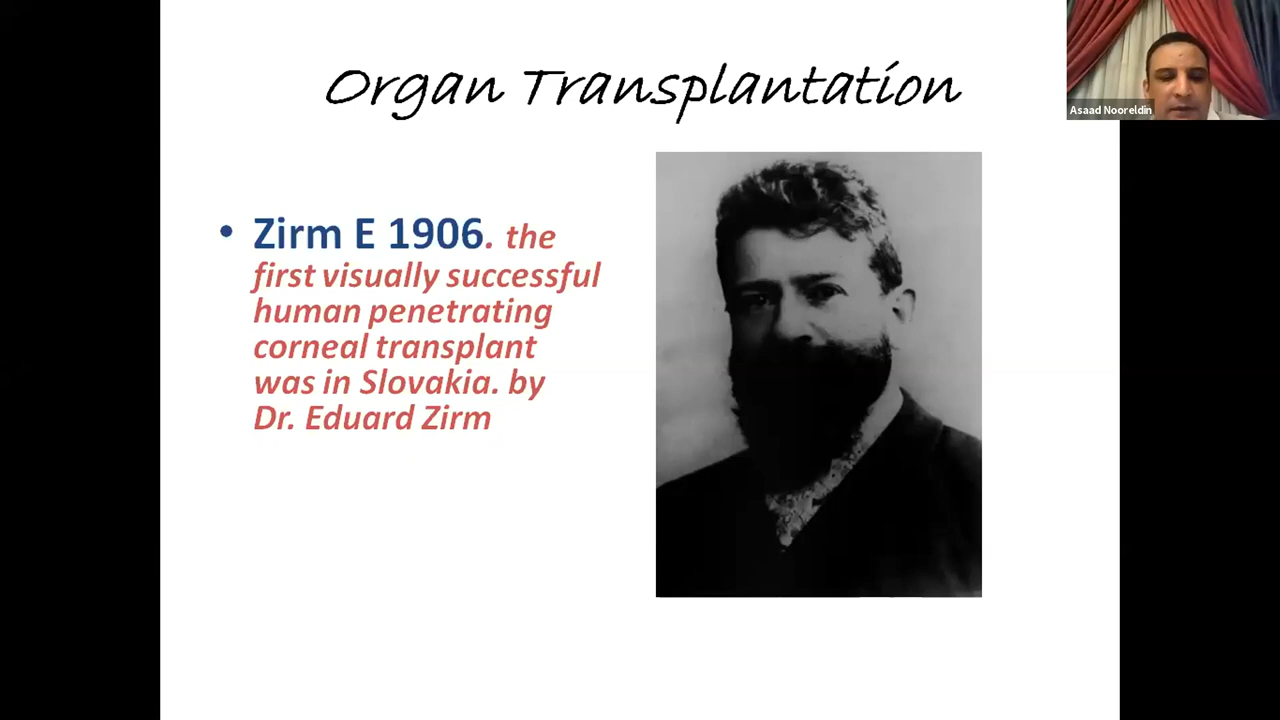 Organ Transplantation
Asaad Nooreldin
• Zirm E 1906. the
first visually successful
human penetrating
corneal transplant
was in Slovakia. by
Dr. Eduard Zirm